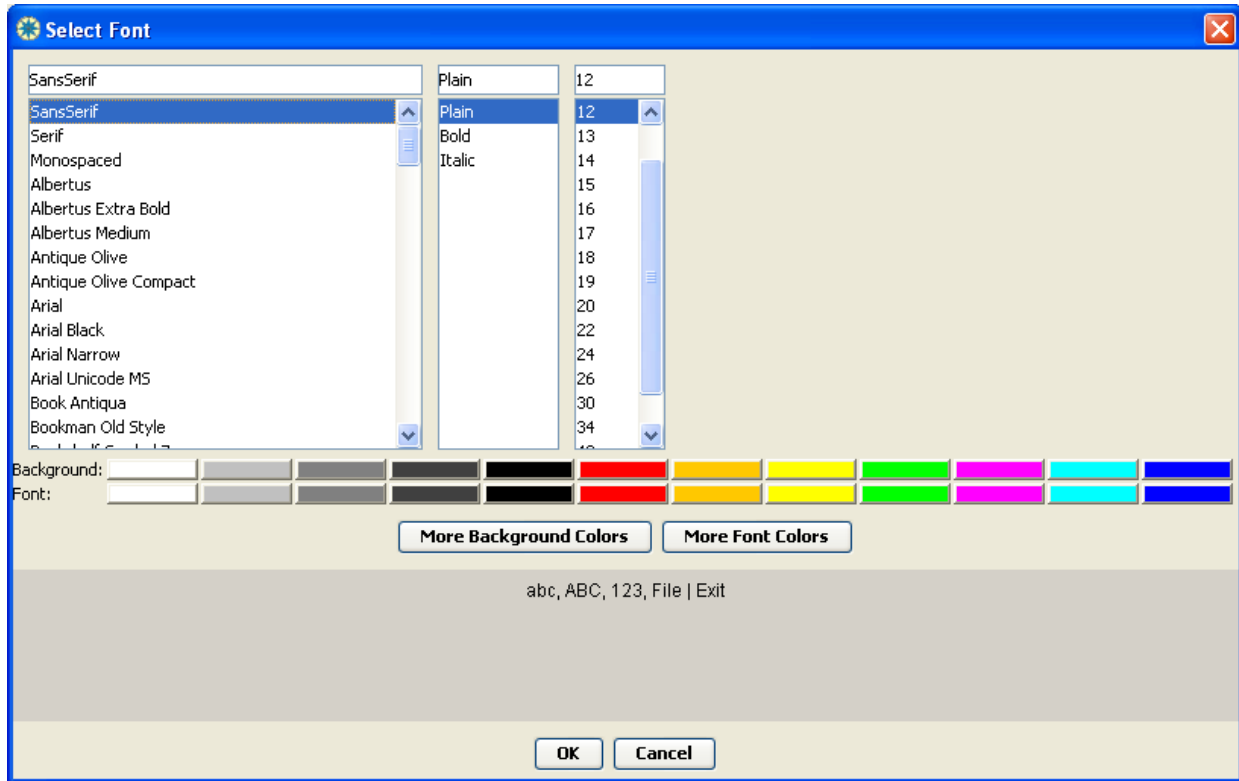 Select Font
SansSerif
Plain
12
SansSerif
Serif
Monospaced
Albertus
Albertus Extra Bold
Albertus Medium
Antique Olive
Antique Olive Compact
Arial
Arial Black
Arial Narrow
Arial Unicode MS
Book Antiqua
Bookman Old Style
Plain
Bold
Italic
12
13
14
15
16
17
18
19
20
22
24
26
30
34
Background:
Font:
More Background Colors
More Font Colors
abc, ABC, 123, File | Exit
OK
Cancel